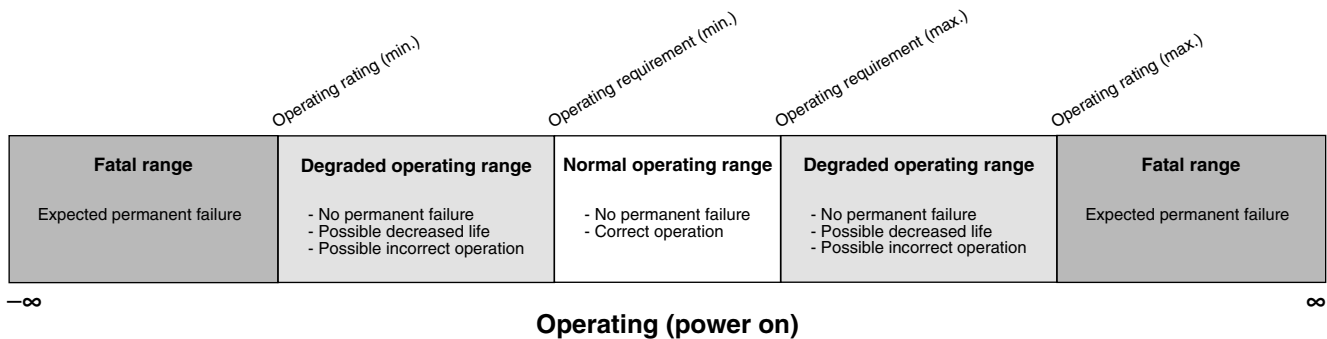 Operating rating (min.)
Operating requirement (min.)
Operating requirement (max.)
Operating rating (max.)
Fatal range
Expected permanent failure
Degraded operating range
- No permanent failure
- Possible decreased life
- Possible incorrect operation
Normal operating range
- No permanent failure
- Correct operation
Degraded operating range
- No permanent failure
- Possible decreased life
- Possible incorrect operation
Fatal range
Expected permanent failure
–∞
∞
Operating (power on)